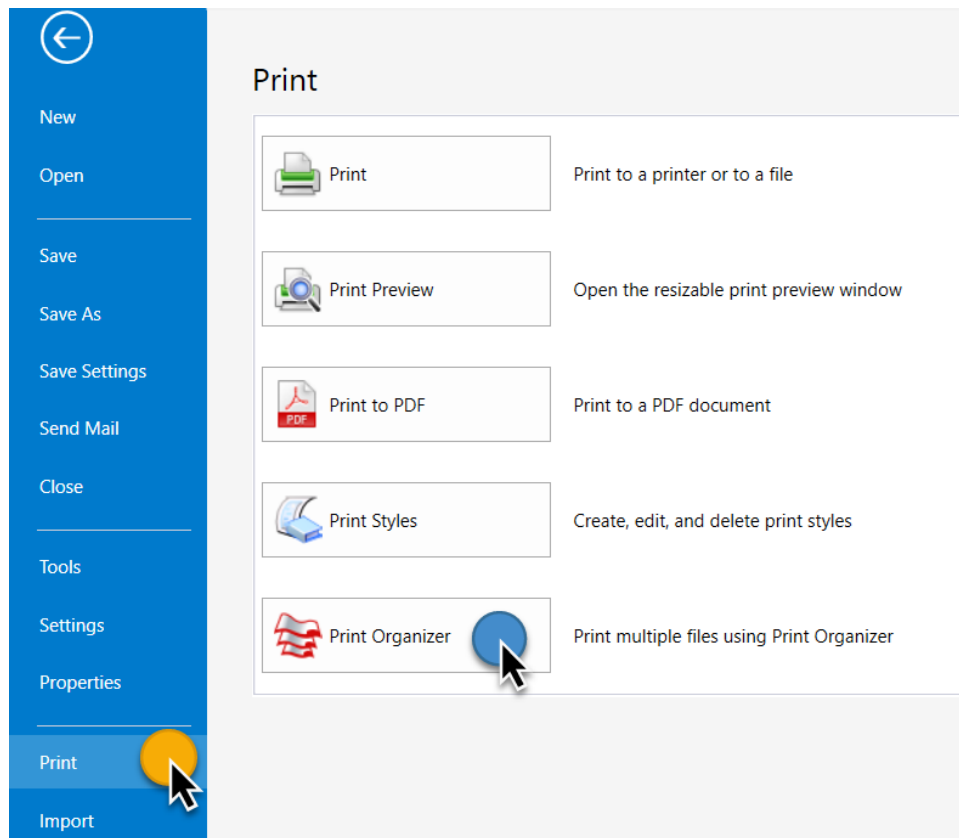 New
Open
Save
Save As
Save Settings
Send Mail
Close
Tools
Settings
Properties
Print
Import
Print
Print
Print to a printer or to a file
Print Preview
Open the resizable print preview window
PDF
Print to PDF
Print to a PDF document
Print Styles
Create, edit, and delete print styles
Print Organizer
Print multiple files using Print Organizer